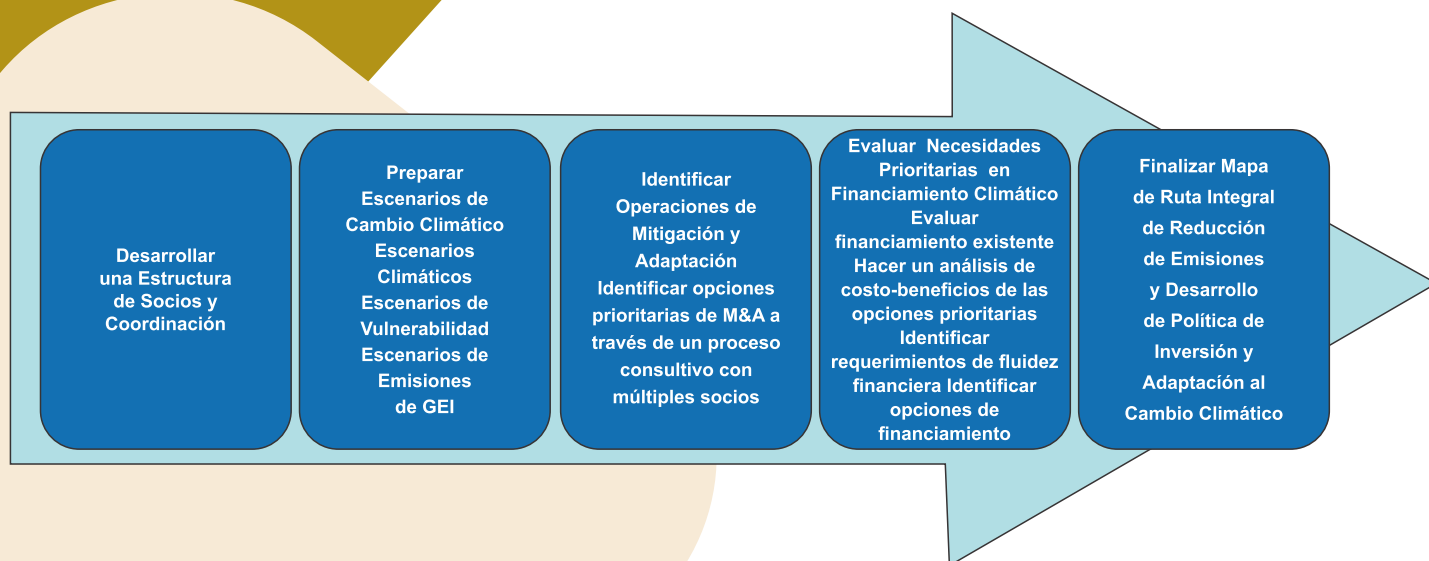 Desarrollar
una Estructura
de Socios y
Coordinación
Preparar
Escenarios de
Cambio Climático
Escenarios
Climáticos
Escenarios de
Vulnerabilidad
Escenarios de
Emisiones
de GEI
Identificar
Operaciones de
Mitigación y
Adaptación
Identificar opciones
prioritarias de M&A a
través de un proceso
consultivo con
múltiples socios
Evaluar Necesidades
Prioritarias en
Financiamiento Climático
Evaluar
financiamiento existente
Hacer un análisis de
costo-beneficios de las
opciones prioritarias
Identificar
requerimientos de fluidez
financiera Identificar
opciones de
financiamiento
Finalizar Mapa
de Ruta Integral
de Reducción
de Emisiones
y Desarrollo
de Política de
Inversión y
Adaptación al
Cambio Climático